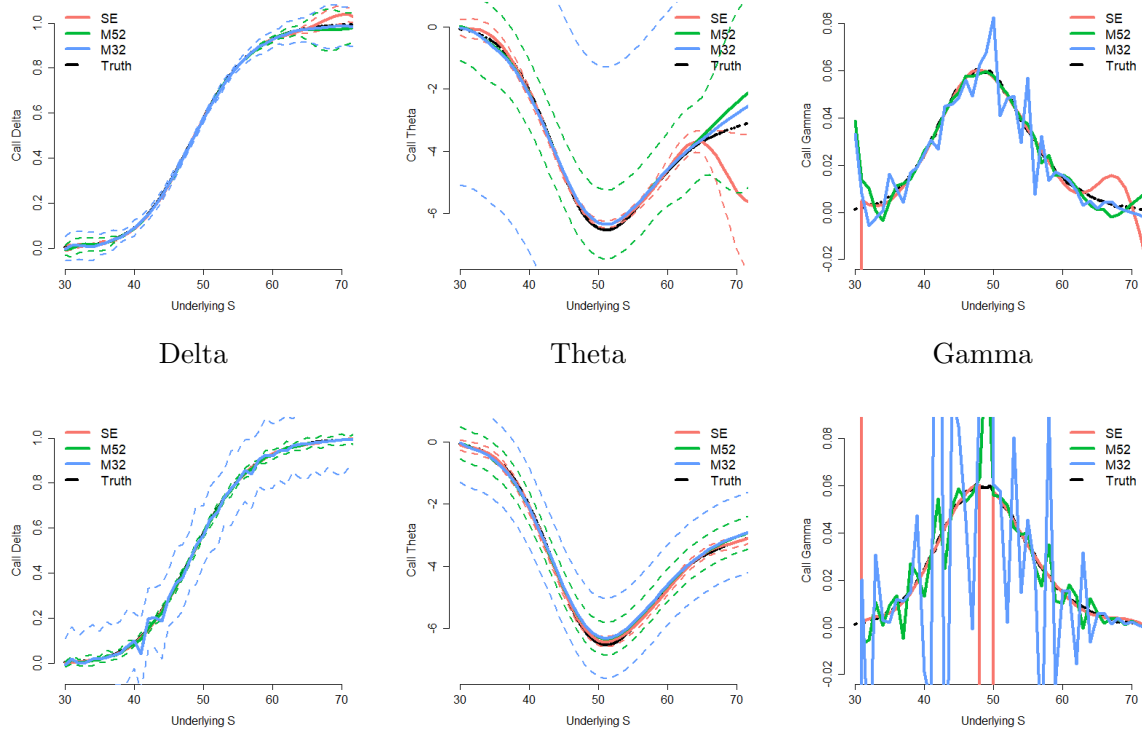 SE
M52
M32
Truth
Call Delta
0.0 0.2 0.4 0.6 0.8 1.0
30 40 50 60 70
Underlying S
SE
M52
M32
Truth
Call Theta
0 -2 -4 -6
30 40 50 60 70
Underlying S
SE
M52
M32
Truth
Call Gamma
-0.02 0.00 0.02 0.04 0.06 0.08
30 40 50 60 70
Underlying S
Delta Theta Gamma
SE
M52
M32
Truth
Call Delta
0.0 0.2 0.4 0.6 0.8 1.0
30 40 50 60 70
Underlying S
SE
M52
M32
Truth
Call Theta
0 -2 -4 -6
30 40 50 60 70
Underlying S
SE
M52
M32
Truth
Call Gamma
-0.02 0.00 0.02 0.04 0.06 0.08
30 40 50 60 70
Underlying S